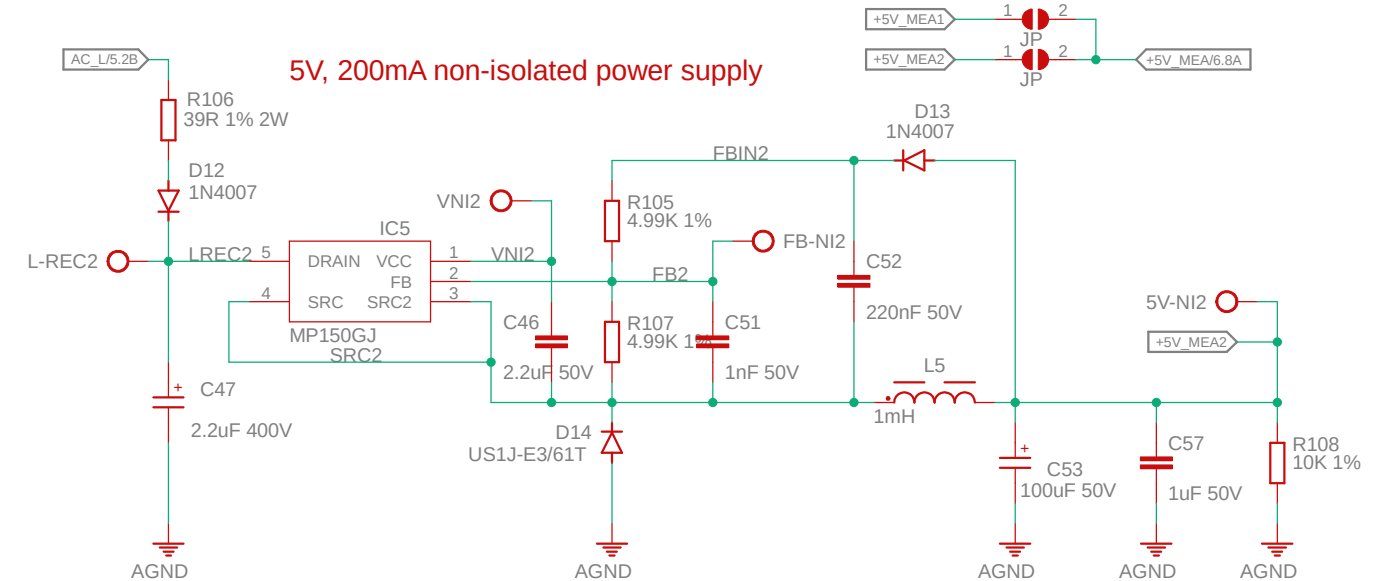 +5V_MEA1
1
2
JP
AC_L/5.2B
+5V_MEA2
1
2
+5V_MEA/6.8A
JP
5V, 200mA non-isolated power supply
R106
39R 1% 2W
D13
1N4007
D12
1N4007
FBIN2
VNI2
R105
4.99K 1%
IC5
FB-NI2
L-REC2
LREC2
5
DRAIN
VCC
1
VNI2
FB
2
FB2
C52
4
SRC
SRC2
3
220nF 50V
5V-NI2
MP150GJ
SRC2
C46
R107
4.99K 1%
C51
+5V_MEA2
2.2uF 50V
1nF 50V
L5
1mH
+
C47
2.2uF 400V
D14
US1J-E3/61T
+
C53
100uF 50V
C57
1uF 50V
R108
10K 1%
AGND
AGND
AGND
AGND
AGND